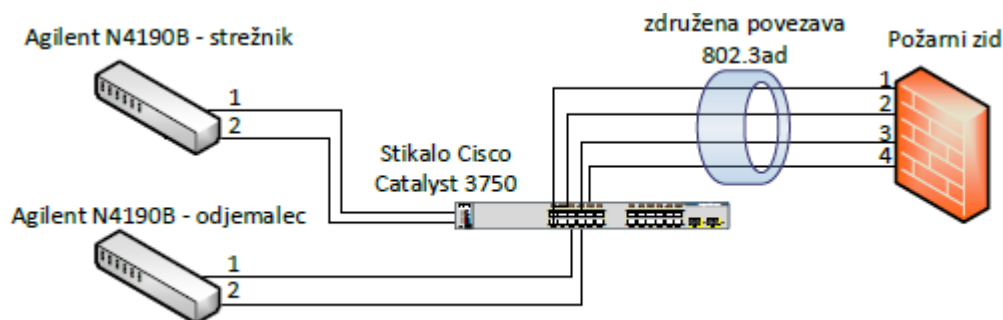 združena povezava
802.3ad
Požarni zid
Agilent N4190B - strežnik
1
2
1
2
3
4
Stikalo Cisco
Catalyst 3750
Agilent N4190B - odjemalec
1
2